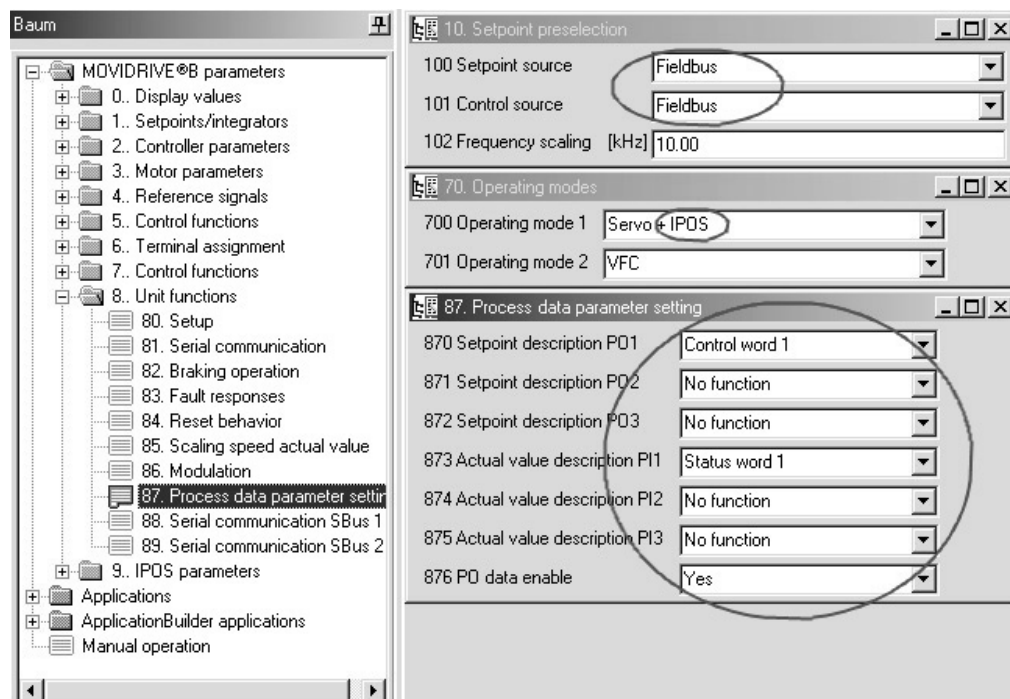 Baum
MOVIDRIVE®B parameters
0.. Display values
1.. Setpoints/integrators
2.. Controller parameters
3.. Motor parameters
4.. Reference signals
5.. Control functions
6.. Terminal assignment
7.. Control functions
8.. Unit functions
80. Setup
81. Serial communication
82. Braking operation
83. Fault responses
84. Reset behavior
85. Scaling speed actual value
86. Modulation
87. Process data parameter settin
88. Serial communication SBus 1
89. Serial communication SBus 2
9.. IPOS parameters
Applications
ApplicationBuilder applications
Manual operation
10. Setpoint preselection
100 Setpoint source Fieldbus
101 Control source Fieldbus
102 Frequency scaling [kHz] 10.00
70. Operating modes
700 Operating mode 1 Servo + IPOS
701 Operating mode 2 VFC
87. Process data parameter setting
870 Setpoint description PO1 Control word 1
871 Setpoint description PO2 No function
872 Setpoint description PO3 No function
873 Actual value description PI1 Status word 1
874 Actual value description PI2 No function
875 Actual value description PI3 No function
876 PO data enable Yes